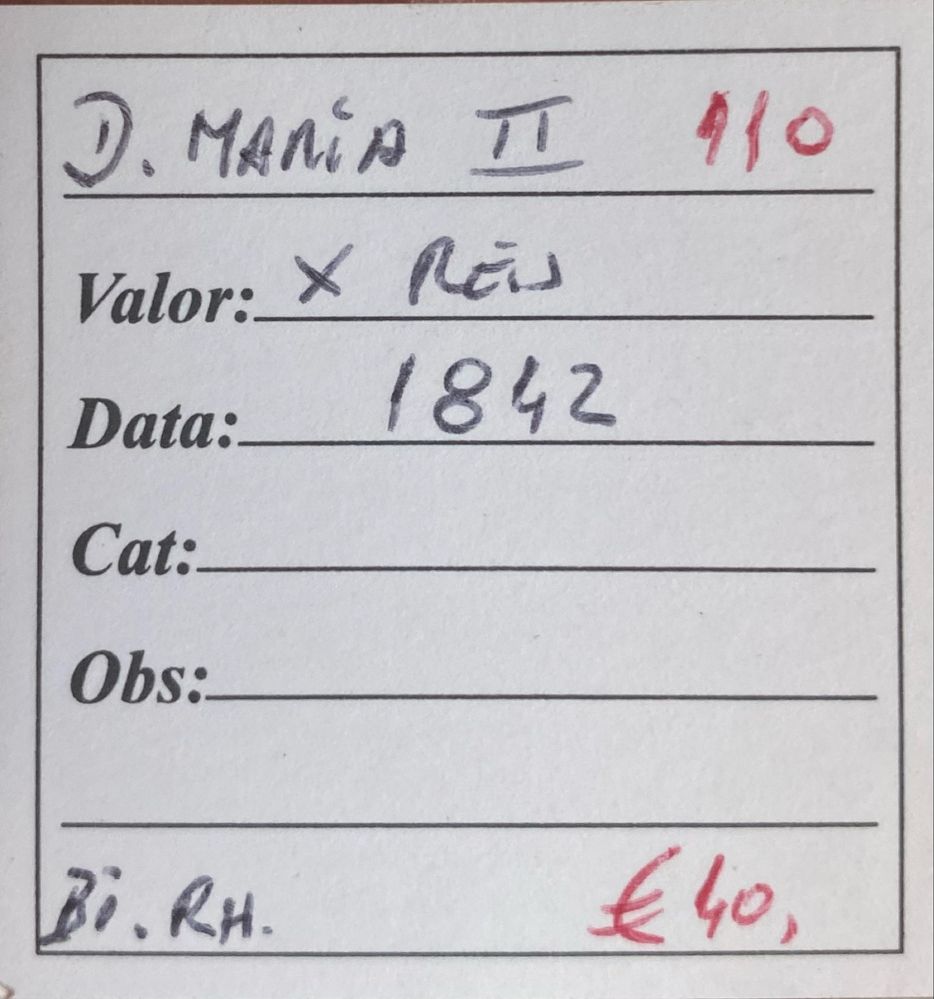 D. MARIA II 110
Valor: X REIS
Data: 1842
Cat:
Obs:
Bi. RH. € 40,